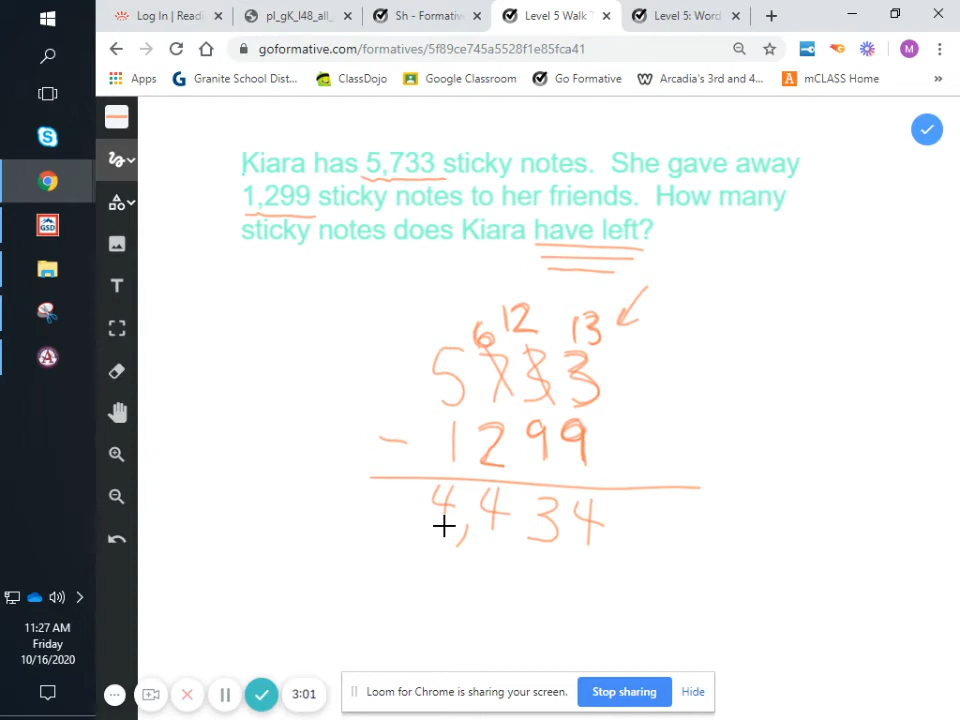 Log In | Readi
pl_gK_l48_all_
Sh - Formative
Level 5 Walk T
Level 5: Word
goformative.com/formatives/5f89ce745a5528f1e85fca41
Apps
Granite School Dist...
ClassDojo
Google Classroom
Go Formative
Arcadia's 3rd and 4...
mCLASS Home
»
M
GSD
Kiara has 5,733 sticky notes. She gave away
1,299 sticky notes to her friends. How many
sticky notes does Kiara have left?
6 12 13
5 7 3 3
- 1 2 9 9
4,434
11:27 AM
Friday
10/16/2020
3:01
Loom for Chrome is sharing your screen.
Stop sharing
Hide